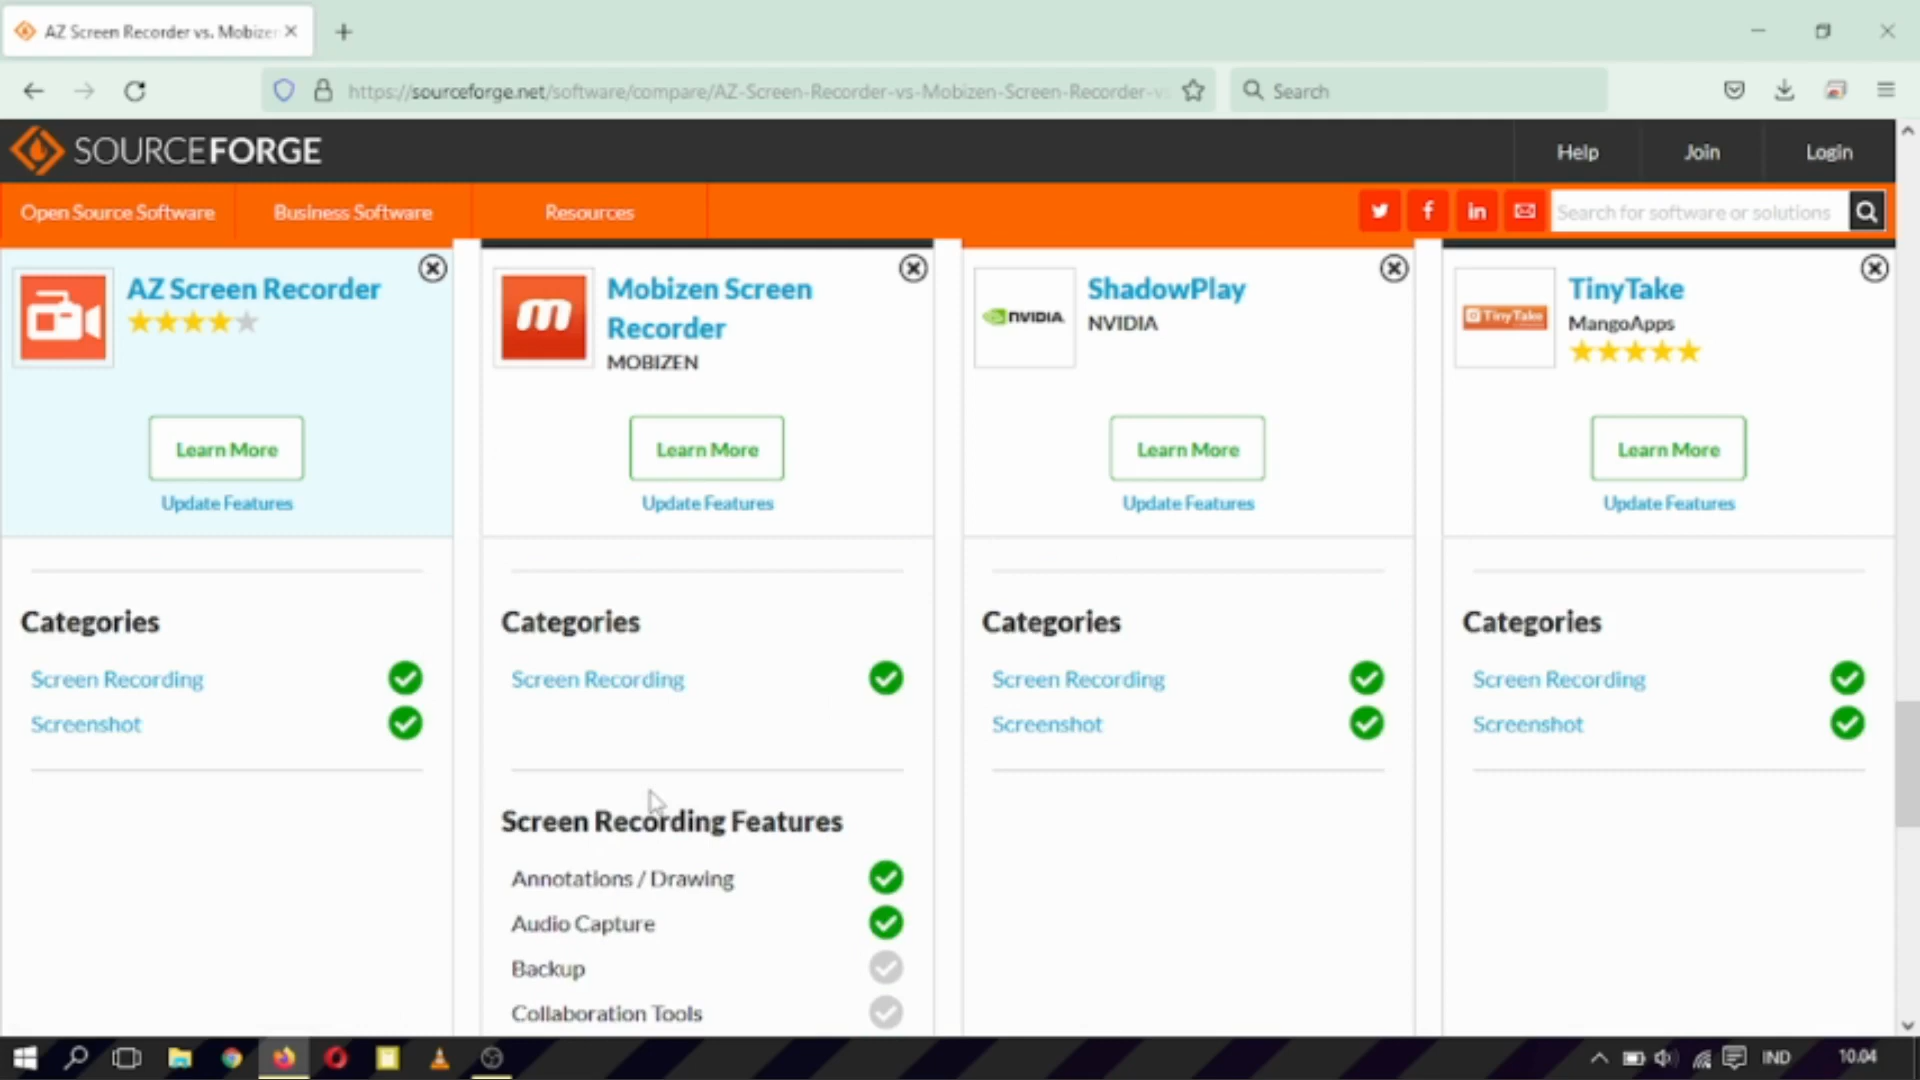 AZ Screen Recorder vs. Mobizen
https://sourceforge.net/software/compare/AZ-Screen-Recorder-vs-Mobizen-Screen-Recorder-v
Search
SOURCEFORGE
Help
Join
Login
Open Source Software
Business Software
Resources
Search for software or solutions
AZ Screen Recorder
Learn More
Update Features
Categories
Screen Recording
Screenshot
m
Mobizen Screen
Recorder
MOBIZEN
Learn More
Update Features
Categories
Screen Recording
Screen Recording Features
Annotations / Drawing
Audio Capture
Backup
Collaboration Tools
NVIDIA
ShadowPlay
NVIDIA
Learn More
Update Features
Categories
Screen Recording
Screenshot
TinyTake
TinyTake
MangoApps
Learn More
Update Features
Categories
Screen Recording
Screenshot
IND
10.04